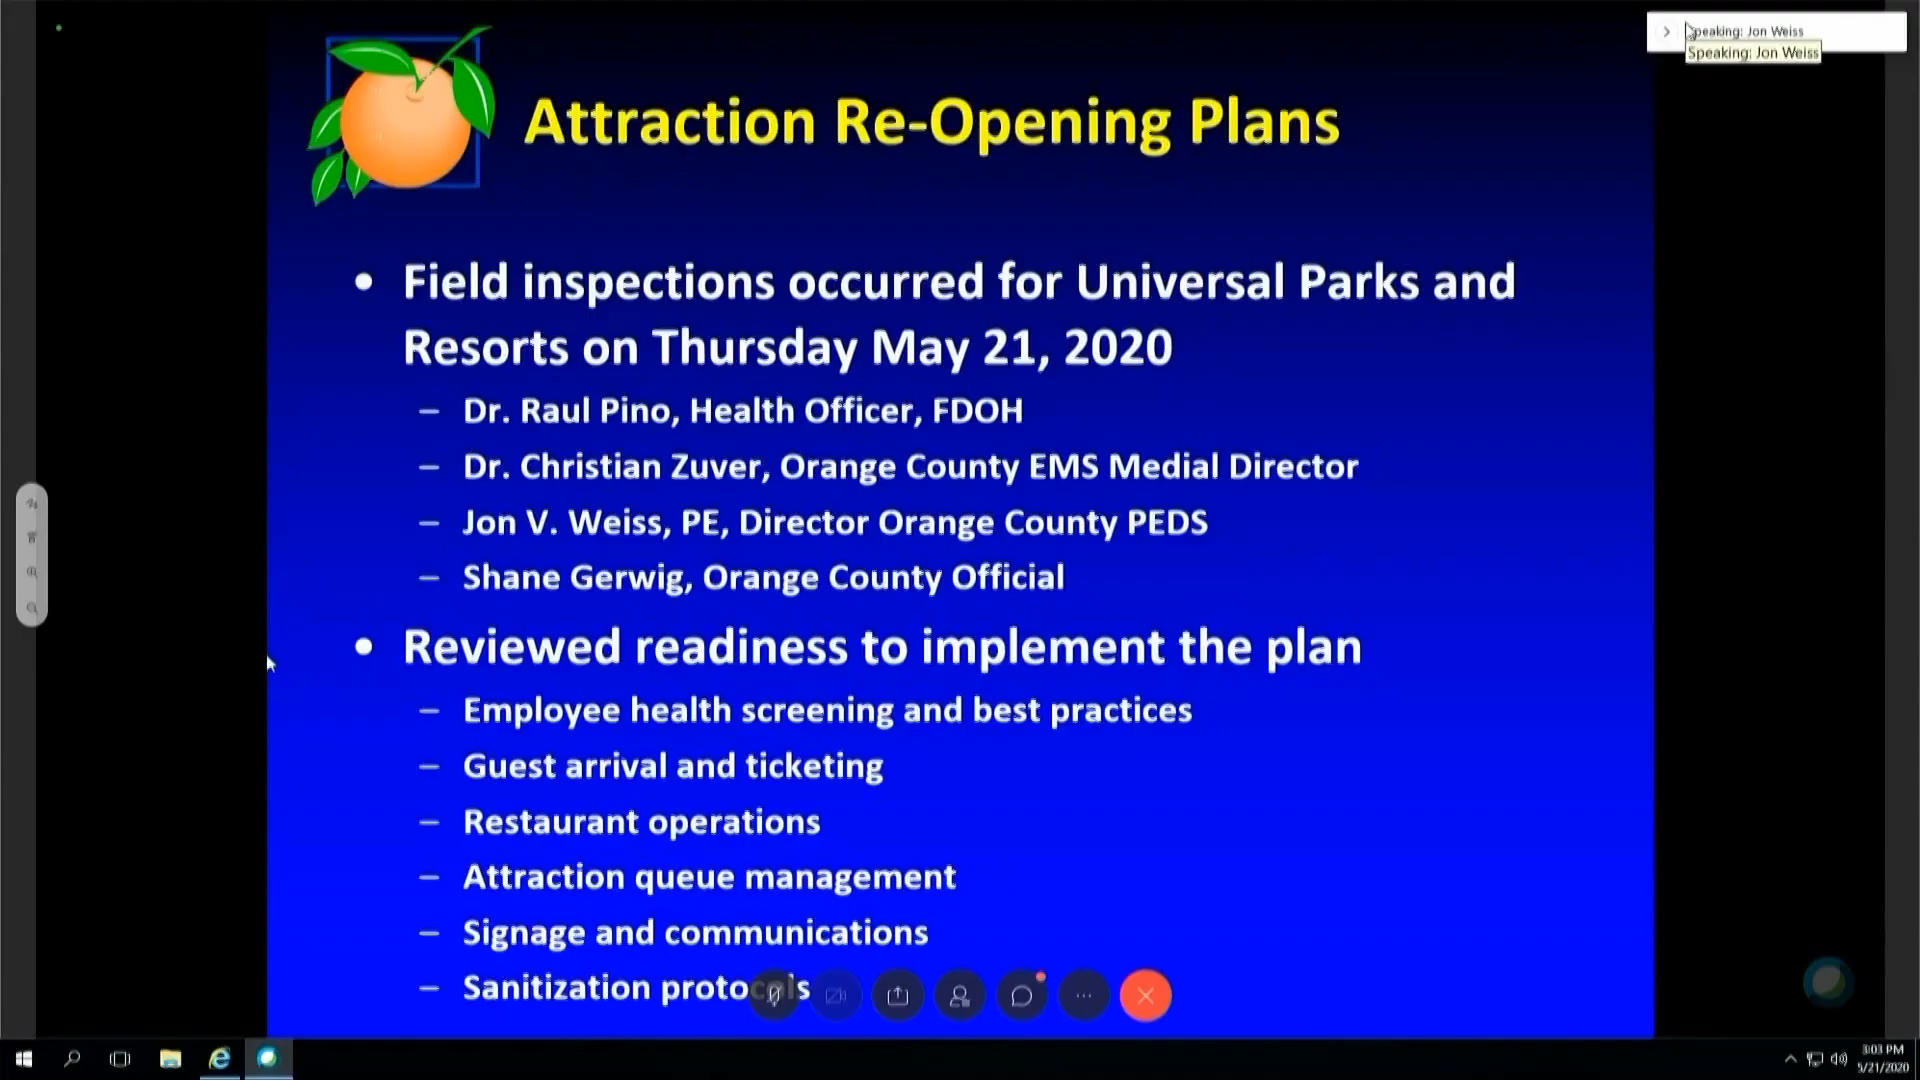 Speaking: Jon Weiss
Speaking: Jon Weiss
Attraction Re-Opening Plans
• Field inspections occurred for Universal Parks and
Resorts on Thursday May 21, 2020
– Dr. Raul Pino, Health Officer, FDOH
– Dr. Christian Zuver, Orange County EMS Medial Director
– Jon V. Weiss, PE, Director Orange County PEDS
– Shane Gerwig, Orange County Official
• Reviewed readiness to implement the plan
– Employee health screening and best practices
– Guest arrival and ticketing
– Restaurant operations
– Attraction queue management
– Signage and communications
– Sanitization protocols
3:03 PM
5/21/2020